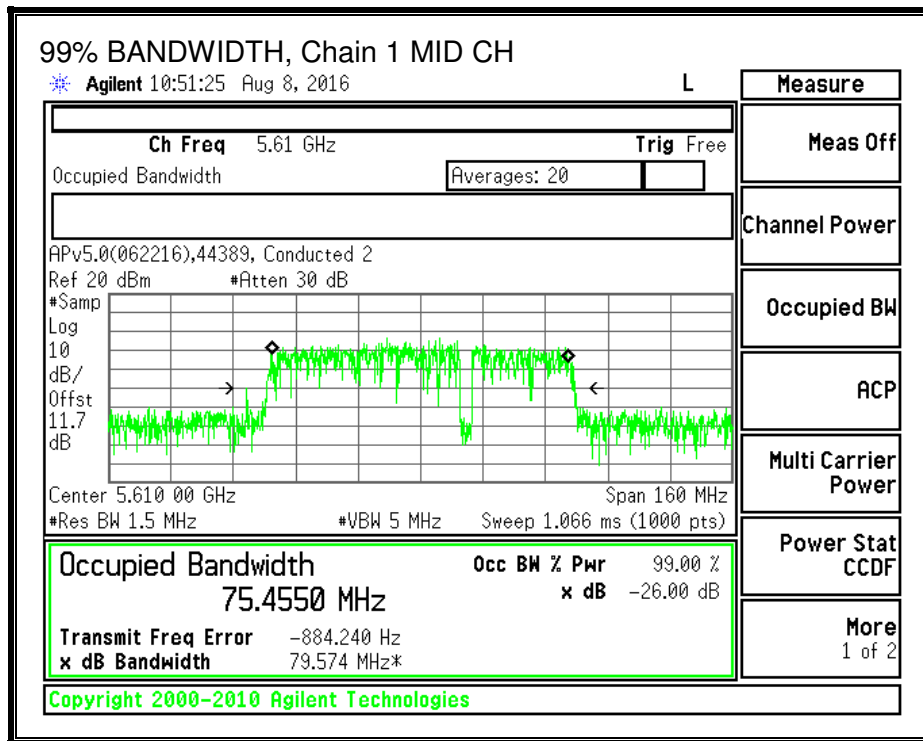 99% BANDWIDTH, Chain 1 MID CH
Agilent 10:51:25 Aug 8, 2016 L
Measure
Ch Freq 5.61 GHz Trig Free
Meas Off
Occupied Bandwidth Averages: 20
Channel Power
APv5.0(062216),44389, Conducted 2
Ref 20 dBm #Atten 30 dB
#Samp
Log
10
dB/
Offst
11.7
dB
Occupied BW
ACP
Multi Carrier
Power
Center 5.610 00 GHz Span 160 MHz
#Res BW 1.5 MHz #VBW 5 MHz Sweep 1.066 ms (1000 pts)
Power Stat
CCDF
Occupied Bandwidth Occ BW % Pwr 99.00 %
75.4550 MHz x dB -26.00 dB
Transmit Freq Error -884.240 Hz
x dB Bandwidth 79.574 MHz*
More
1 of 2
Copyright 2000-2010 Agilent Technologies